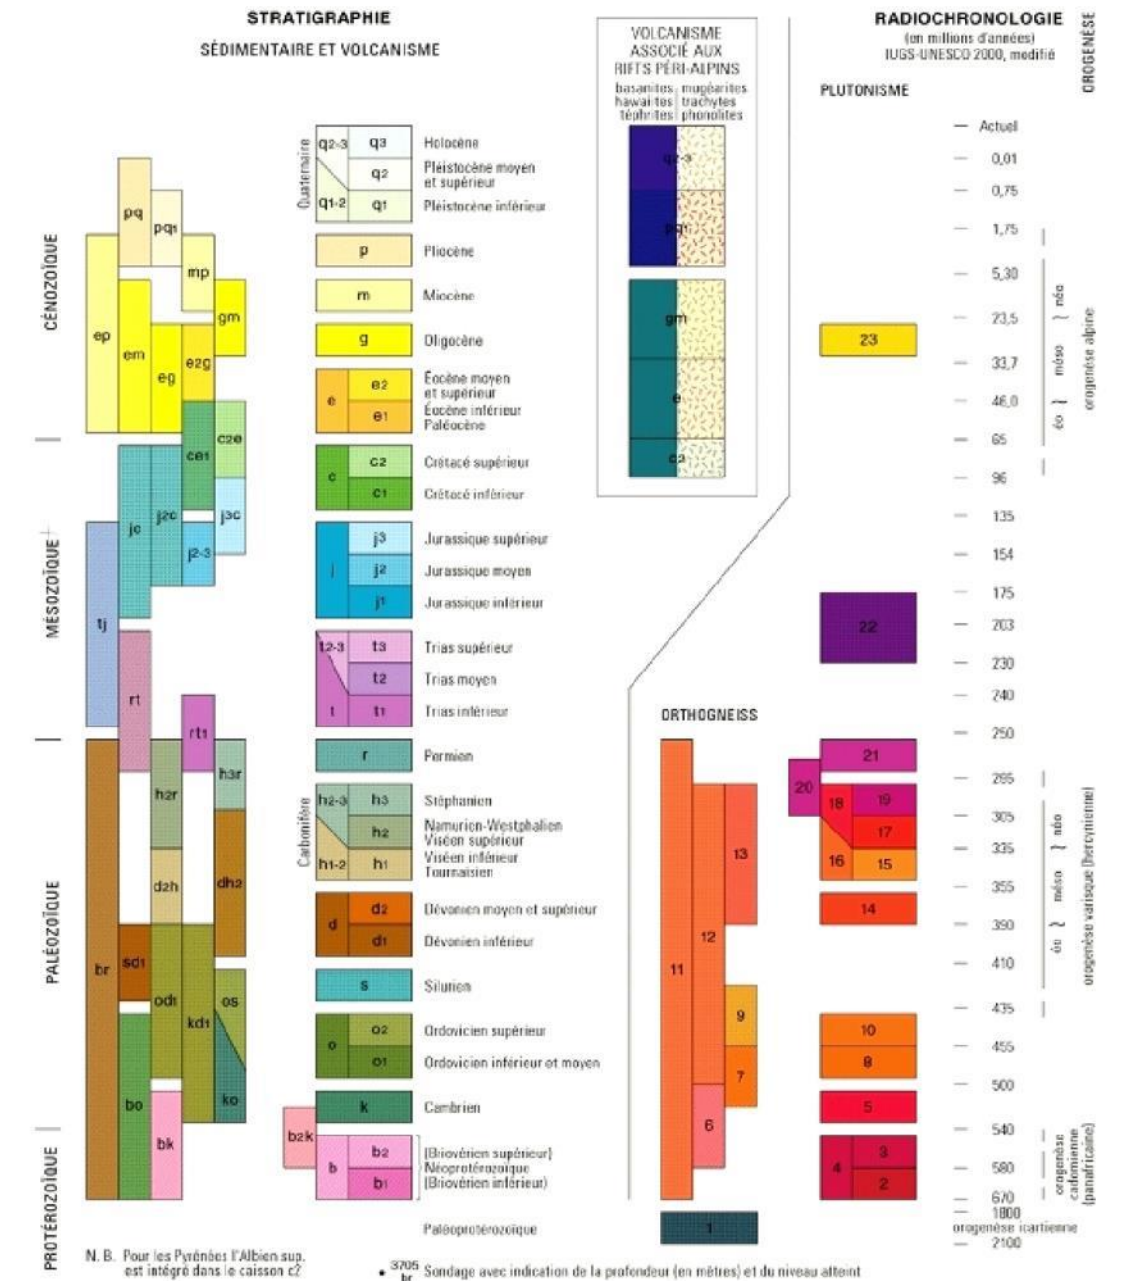 STRATIGRAPHIE
SÉDIMENTAIRE ET VOLCANISME
VOLCANISME
ASSOCIÉ AUX
RIFTS PÉRI-ALPINS
basanites mugéarites
hawaïtes trachytes
téphrites phonolites
RADIOCHRONOLOGIE
(en millions d'années)
IUGS-UNESCO 2000, modifié
PLUTONISME
OROGENÈSE
CÉNOZOÏQUE
MÉSOZOÏQUE
PALÉOZOÏQUE
PROTÉROZOÏQUE
pq
pq1
mp
gm
ep
em
eg
e2g
ce1
c2e
jc
j2c
j3c
j2-3
tj
rt
rt1
h2r
h3r
d2h
dh2
br
sd1
od1
kd1
os
ko
bo
bk
Quaternaire
q2-3 q3 Holocène
q2 Pléistocène moyen
et supérieur
q1-2 q1 Pléistocène inférieur
p Pliocène
m Miocène
g Oligocène
e e2 Éocène moyen
et supérieur
e1 Éocène inférieur
Paléocène
c c2 Crétacé supérieur
c1 Crétacé inférieur
j j3 Jurassique supérieur
j2 Jurassique moyen
j1 Jurassique inférieur
t2-3 t3 Trias supérieur
t2 Trias moyen
t t1 Trias inférieur
r Permien
Carbonifère
h2-3 h3 Stéphanien
h2 Namurien-Westphalien
Viséen supérieur
h1-2 h1 Viséen inférieur
Tournaisien
d d2 Dévonien moyen et supérieur
d1 Dévonien inférieur
s Silurien
o o2 Ordovicien supérieur
o1 Ordovicien inférieur et moyen
k Cambrien
b2k
b b2 (Briovérien supérieur)
Néoprotérozoïque
b1 (Briovérien inférieur)
Paléoprotérozoïque
q2-3
pq1
gm
e
c2
ORTHOGNEISS
11
12
13
9
7
6
1
23
22
21
20
18 19
17
16 15
14
10
8
5
4 3
2
Actuel
0,01
0,75
1,75
5,30
23,5
33,7
46,0
65
96
135
154
175
203
230
240
250
295
305
335
355
390
410
435
455
500
540
580
670
1800
orogenèse icartienne
2100
éo méso néo
orogenèse alpine
éo méso néo
orogenèse varisque (hercynienne)
orogenèse
cadomienne
(panafricaine)
N. B. Pour les Pyrénées l'Albien sup.
est intégré dans le caisson c2
3705
br
Sondage avec indication de la profondeur (en mètres) et du niveau atteint